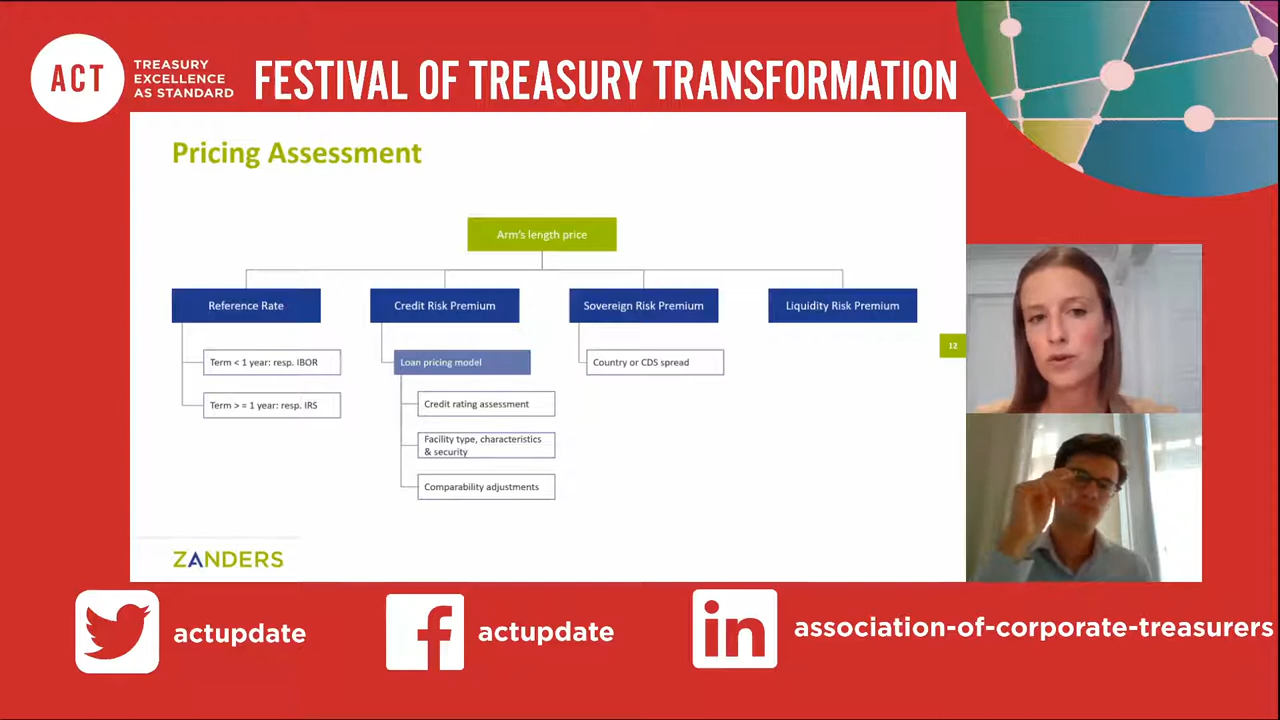 ACT
TREASURY
EXCELLENCE
AS STANDARD
FESTIVAL OF TREASURY TRANSFORMATION
Pricing Assessment
Arm's length price
Reference Rate
Credit Risk Premium
Sovereign Risk Premium
Liquidity Risk Premium
Term < 1 year: resp. IBOR
Term > = 1 year: resp. IRS
Loan pricing model
Credit rating assessment
Facility type, characteristics
& security
Comparability adjustments
Country or CDS spread
12
ZANDERS
actupdate
actupdate
in
association-of-corporate-treasurers